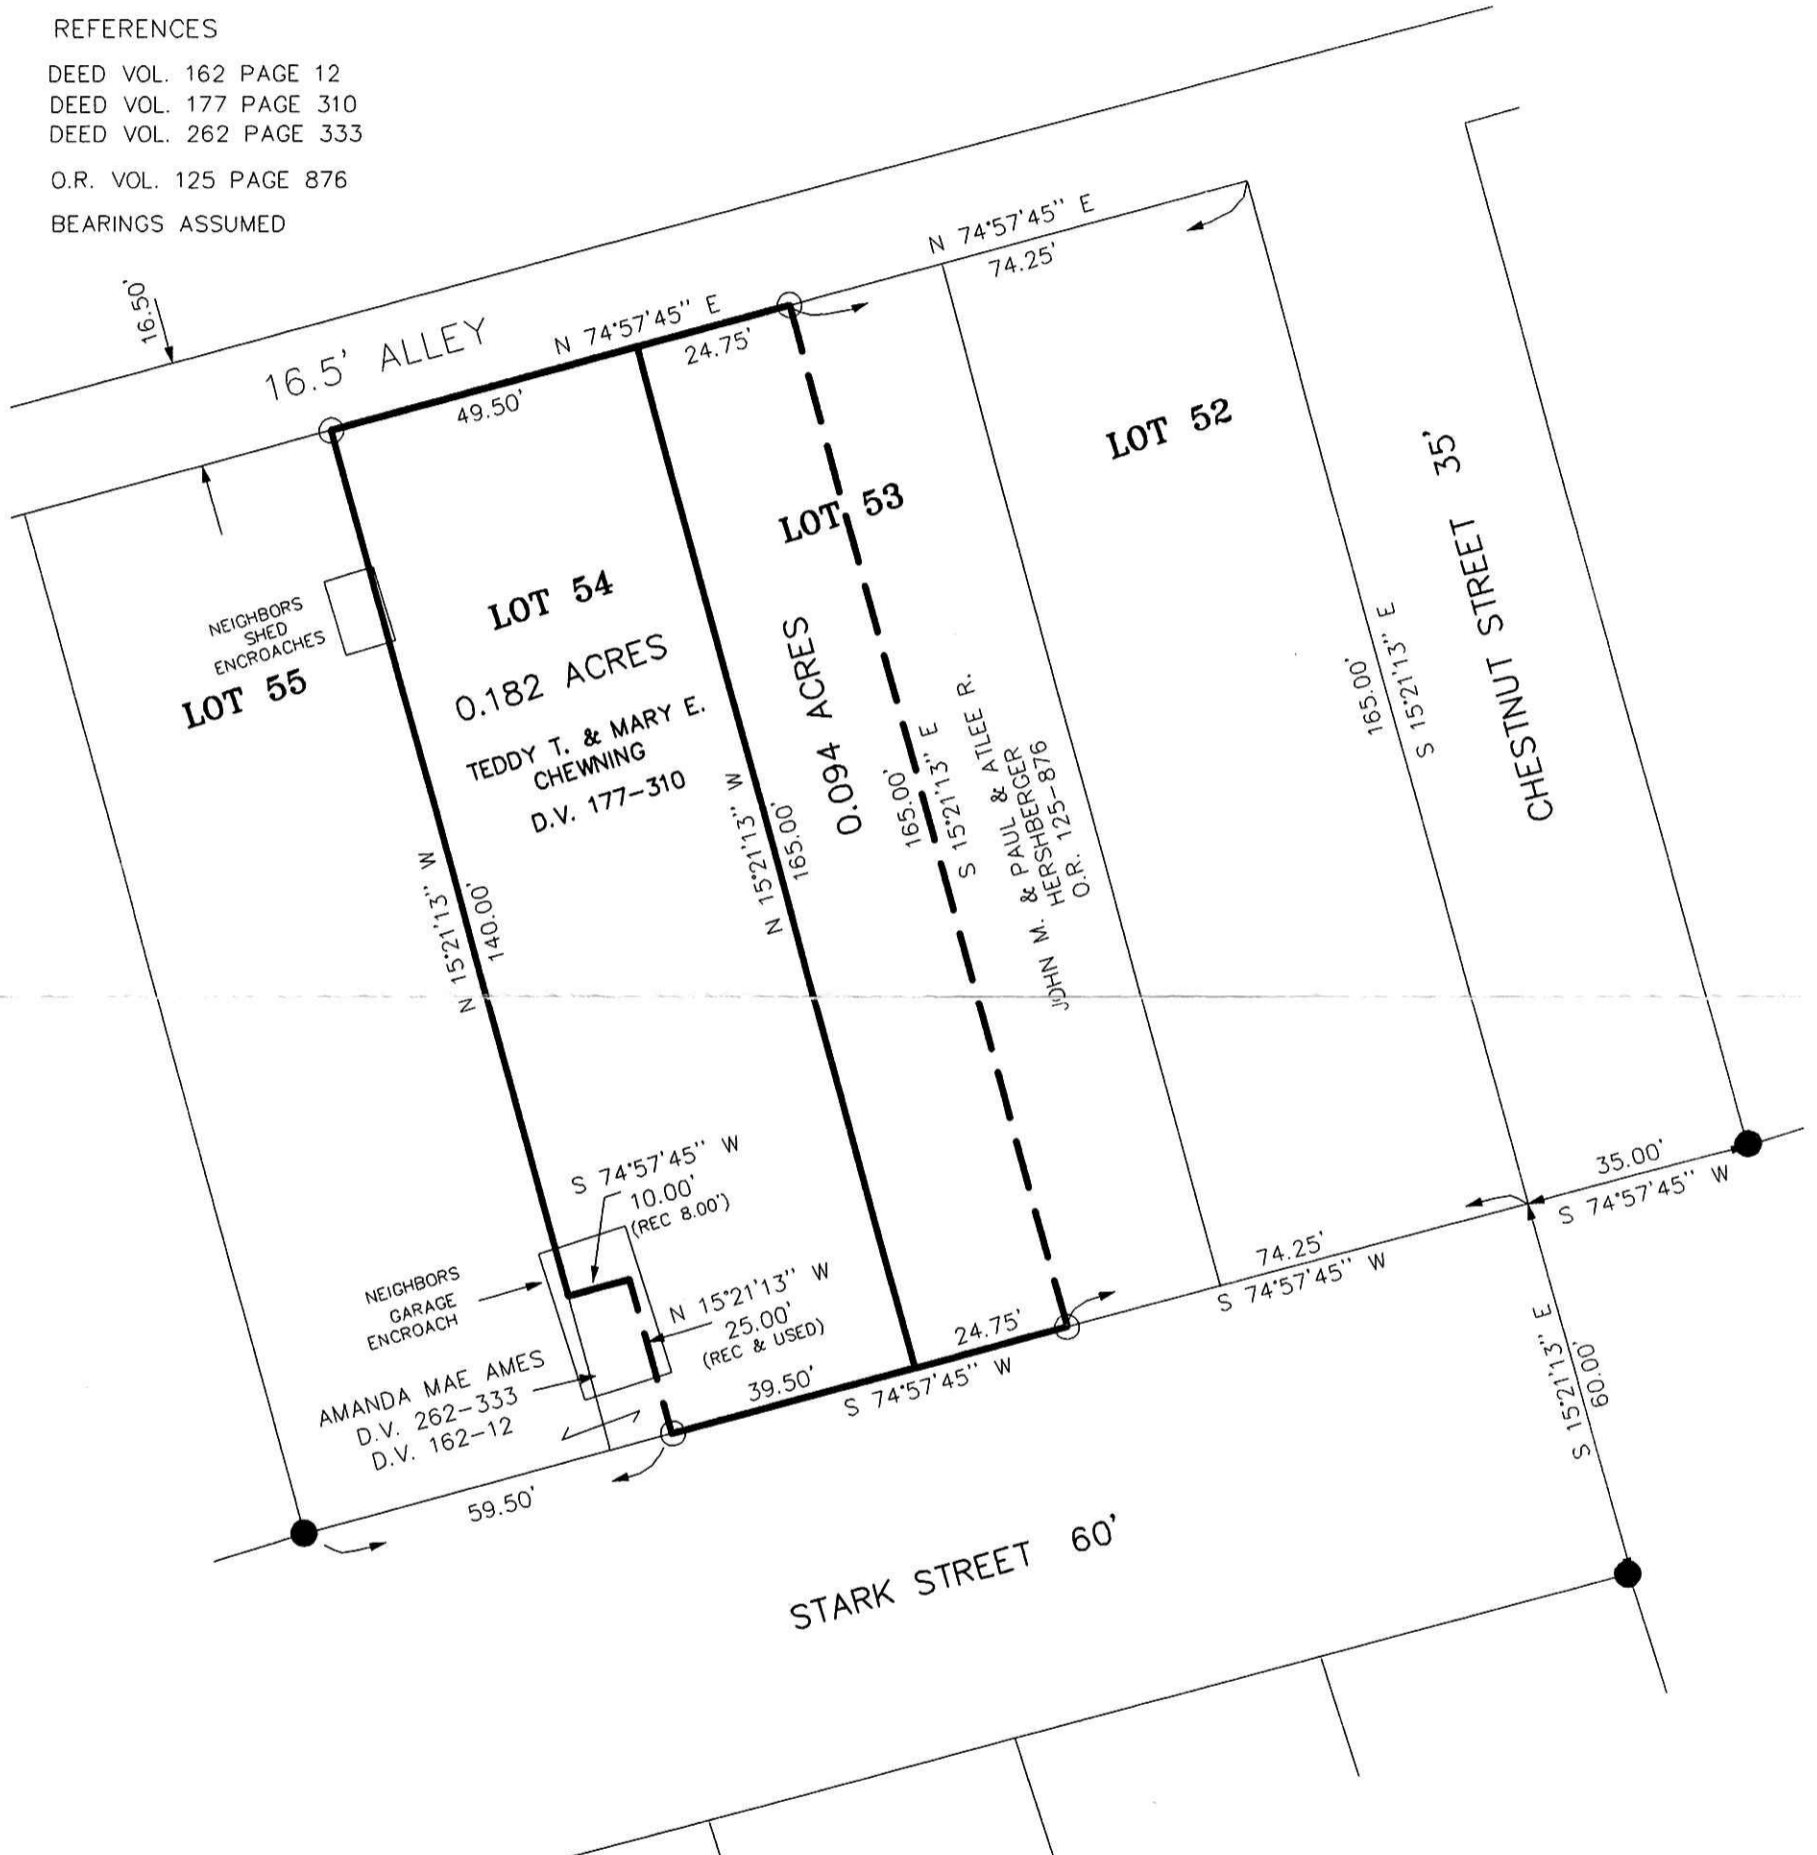 REFERENCES
DEED VOL. 162 PAGE 12
DEED VOL. 177 PAGE 310
DEED VOL. 262 PAGE 333
O.R. VOL. 125 PAGE 876
BEARINGS ASSUMED
16.50'
16.5' ALLEY
N 74°57'45" E
49.50'
24.75'
N 74°57'45" E
74.25'
LOT 52
LOT 53
LOT 54
0.182 ACRES
TEDDY T. & MARY E.
CHEWNING
D.V. 177-310
NEIGHBORS
SHED
ENCROACHES
LOT 55
0.094 ACRES
N 15°21'13" W
140.00'
N 15°21'13" W
165.00'
165.00'
S 15°21'13" E
JOHN M. & PAUL & ATLEE R.
HERSHBERGER
O.R. 125-876
165.00'
S 15°21'13" E
CHESTNUT STREET 35'
S 74°57'45" W
10.00'
(REC 8.00')
N 15°21'13" W
25.00'
(REC & USED)
NEIGHBORS
GARAGE
ENCROACH
AMANDA MAE AMES
D.V. 262-333
D.V. 162-12
59.50'
39.50'
24.75'
S 74°57'45" W
74.25'
S 74°57'45" W
35.00'
S 74°57'45" W
S 15°21'13" E
60.00'
STARK STREET 60'